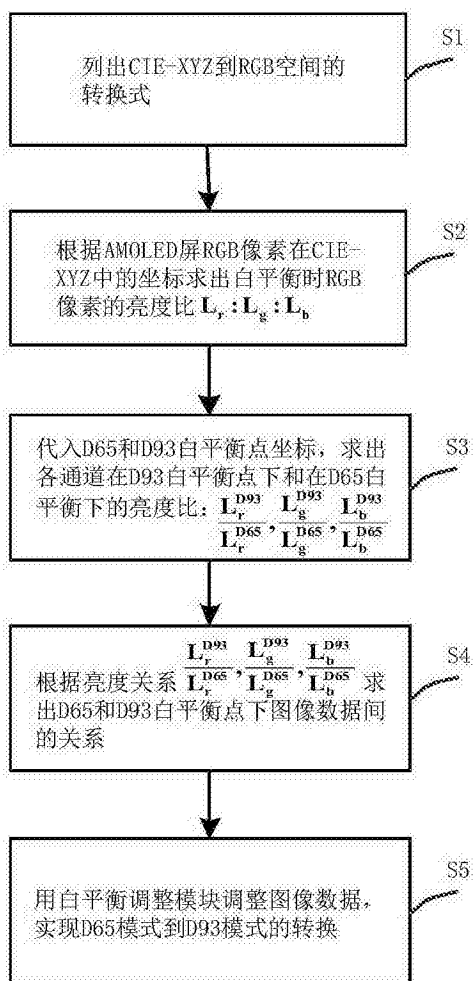 S1
列出CIE-XYZ到RGB空间的
转换式
S2
根据AMOLED屏RGB像素在CIE-
XYZ中的坐标求出白平衡时RGB
像素的亮度比 Lr:Lg:Lb
S3
代入D65和D93白平衡点坐标，求出
各通道在D93白平衡点下和在D65白
平衡下的亮度比: Lr^D93/Lr^D65, Lg^D93/Lg^D65, Lb^D93/Lb^D65
S4
根据亮度关系 Lr^D93/Lr^D65, Lg^D93/Lg^D65, Lb^D93/Lb^D65 求
出D65和D93白平衡点下图像数据间
的关系
S5
用白平衡调整模块调整图像数据，
实现D65模式到D93模式的转换